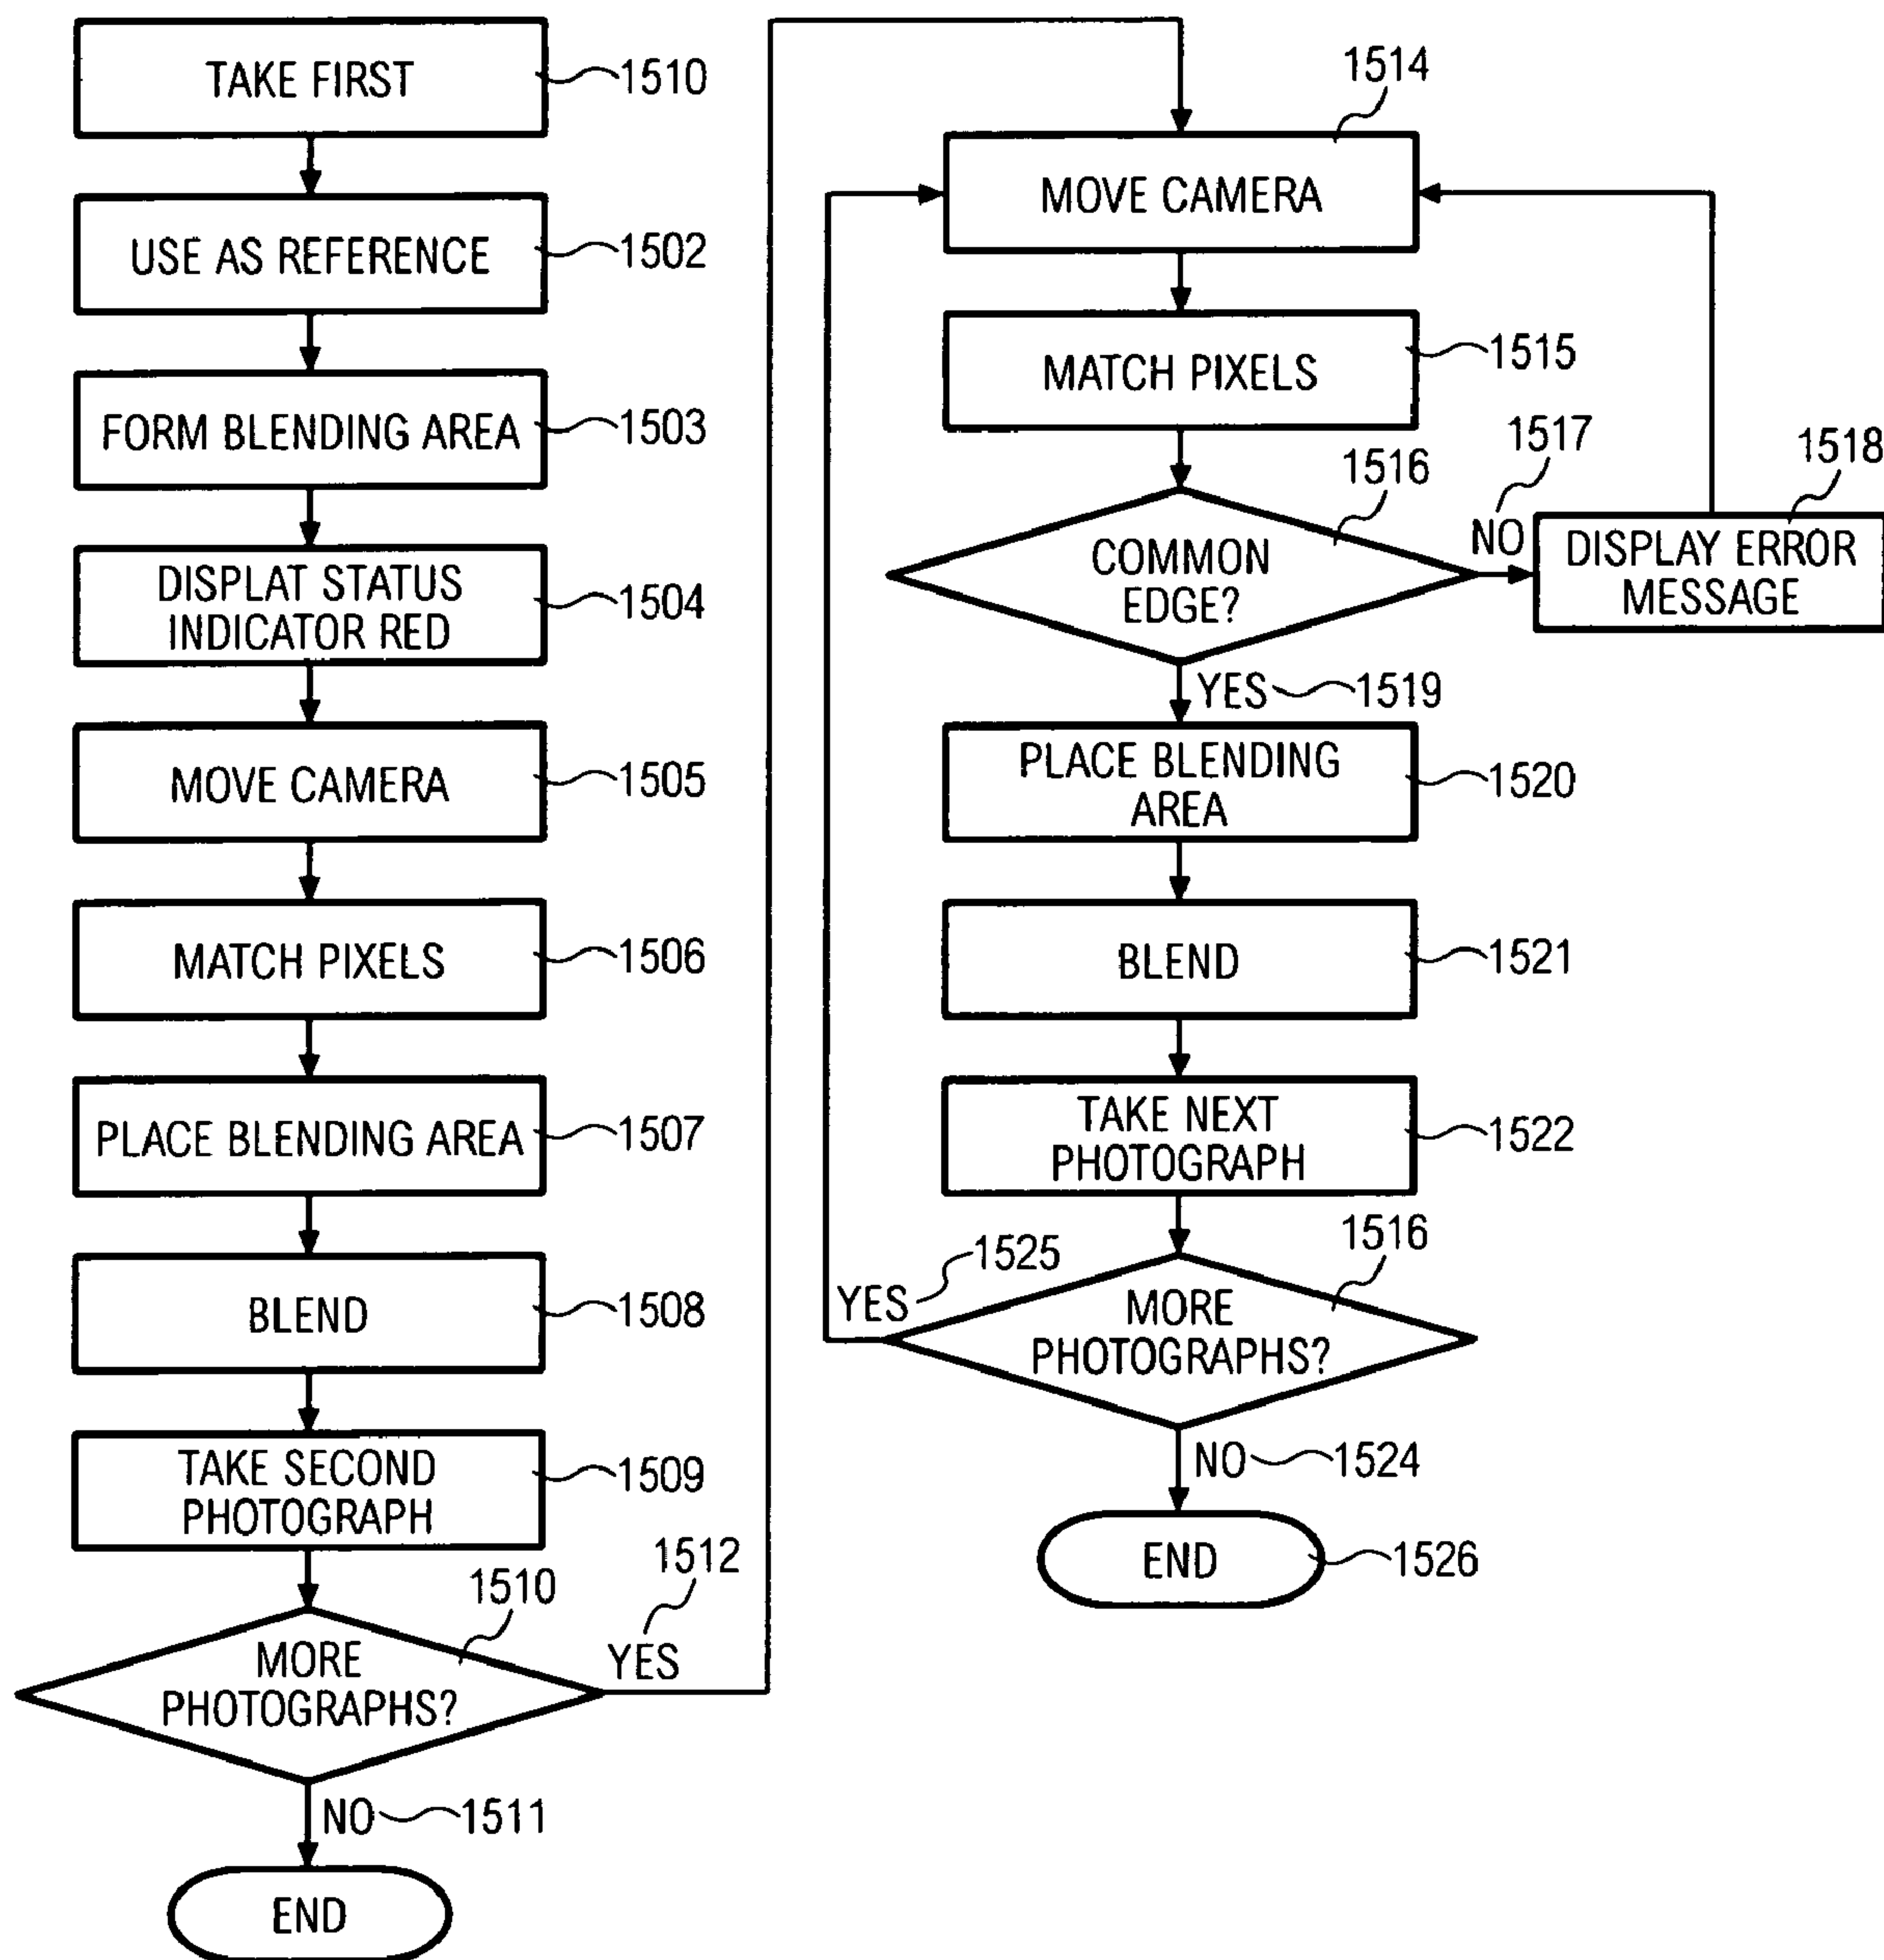 TAKE FIRST
1510
USE AS REFERENCE
1502
FORM BLENDING AREA
1503
DISPLAT STATUS
INDICATOR RED
1504
MOVE CAMERA
1505
MATCH PIXELS
1506
PLACE BLENDING AREA
1507
BLEND
1508
TAKE SECOND
PHOTOGRAPH
1509
1510
MORE
PHOTOGRAPHS?
1512
YES
NO
1511
END
1514
MOVE CAMERA
MATCH PIXELS
1515
1516
COMMON
EDGE?
1517
NO
1518
DISPLAY ERROR
MESSAGE
YES
1519
PLACE BLENDING
AREA
1520
BLEND
1521
TAKE NEXT
PHOTOGRAPH
1522
1516
MORE
PHOTOGRAPHS?
1525
YES
NO
1524
END
1526